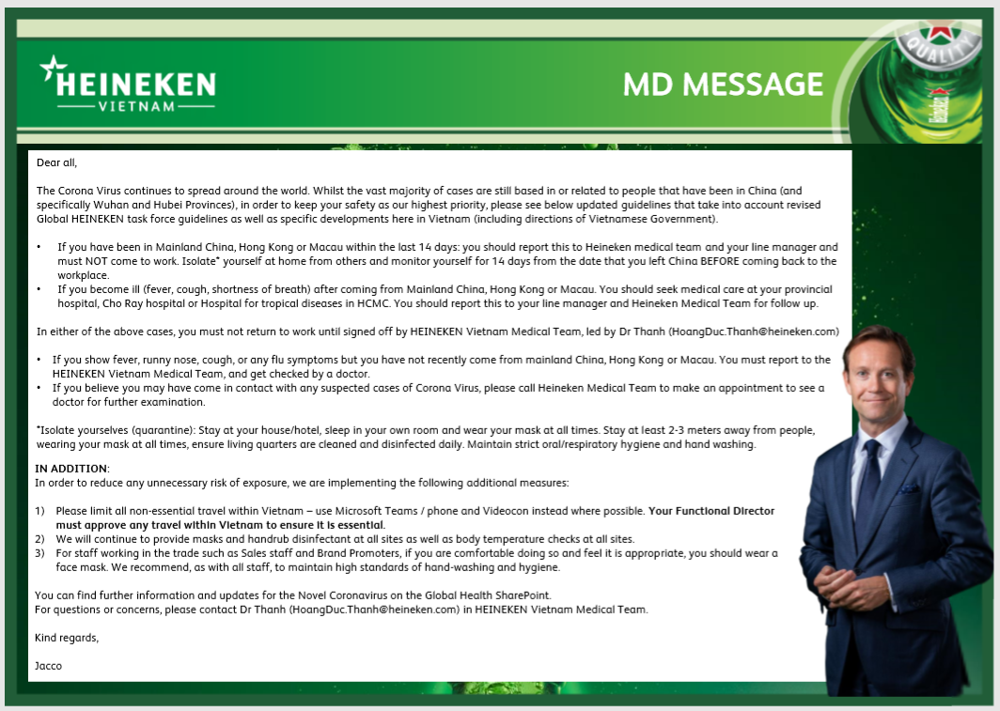 QUALITY
HEINEKEN
VIETNAM
MD MESSAGE
Heineken
Dear all,
The Corona Virus continues to spread around the world. Whilst the vast majority of cases are still based in or related to people that have been in China (and
specifically Wuhan and Hubei Provinces), in order to keep your safety as our highest priority, please see below updated guidelines that take into account revised
Global HEINEKEN task force guidelines as well as specific developments here in Vietnam (including directions of Vietnamese Government).
• If you have been in Mainland China, Hong Kong or Macau within the last 14 days: you should report this to Heineken medical team and your line manager and
must NOT come to work. Isolate* yourself at home from others and monitor yourself for 14 days from the date that you left China BEFORE coming back to the
workplace.
• If you become ill (fever, cough, shortness of breath) after coming from Mainland China, Hong Kong or Macau. You should seek medical care at your provincial
hospital, Cho Ray hospital or Hospital for tropical diseases in HCMC. You should report this to your line manager and Heineken Medical Team for follow up.
In either of the above cases, you must not return to work until signed off by HEINEKEN Vietnam Medical Team, led by Dr Thanh (HoangDuc.Thanh@heineken.com)
• If you show fever, runny nose, cough, or any flu symptoms but you have not recently come from mainland China, Hong Kong or Macau. You must report to the
HEINEKEN Vietnam Medical Team, and get checked by a doctor.
• If you believe you may have come in contact with any suspected cases of Corona Virus, please call Heineken Medical Team to make an appointment to see a
doctor for further examination.
*Isolate yourselves (quarantine): Stay at your house/hotel, sleep in your own room and wear your mask at all times. Stay at least 2-3 meters away from people,
wearing your mask at all times, ensure living quarters are cleaned and disinfected daily. Maintain strict oral/respiratory hygiene and hand washing.
IN ADDITION:
In order to reduce any unnecessary risk of exposure, we are implementing the following additional measures:
1) Please limit all non-essential travel within Vietnam – use Microsoft Teams / phone and Videocon instead where possible. Your Functional Director
must approve any travel within Vietnam to ensure it is essential.
2) We will continue to provide masks and handrub disinfectant at all sites as well as body temperature checks at all sites.
3) For staff working in the trade such as Sales staff and Brand Promoters, if you are comfortable doing so and feel it is appropriate, you should wear a
face mask. We recommend, as with all staff, to maintain high standards of hand-washing and hygiene.
You can find further information and updates for the Novel Coronavirus on the Global Health SharePoint.
For questions or concerns, please contact Dr Thanh (HoangDuc.Thanh@heineken.com) in HEINEKEN Vietnam Medical Team.
Kind regards,
Jacco